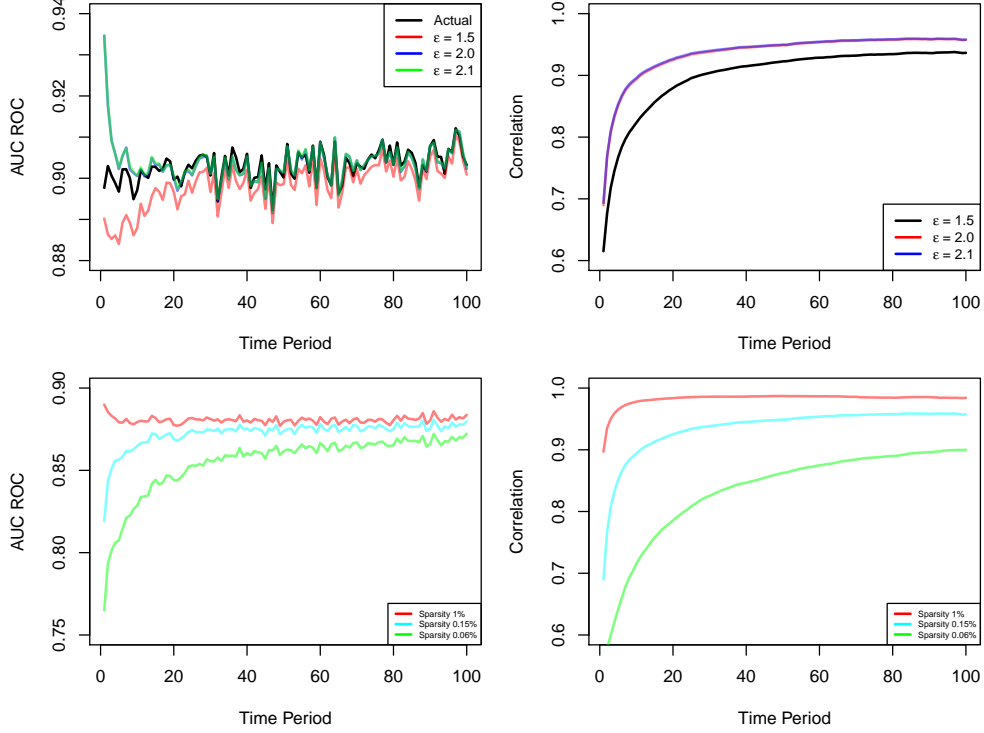 AUC ROC
0.88
0.90
0.92
0.94
0
20
40
60
80
100
Time Period
Actual
ε = 1.5
ε = 2.0
ε = 2.1
Correlation
0.6
0.7
0.8
0.9
1.0
0
20
40
60
80
100
Time Period
ε = 1.5
ε = 2.0
ε = 2.1
AUC ROC
0.75
0.80
0.85
0.90
0
20
40
60
80
100
Time Period
Sparsity 1%
Sparsity 0.15%
Sparsity 0.06%
Correlation
0.6
0.7
0.8
0.9
1.0
0
20
40
60
80
100
Time Period
Sparsity 1%
Sparsity 0.15%
Sparsity 0.06%